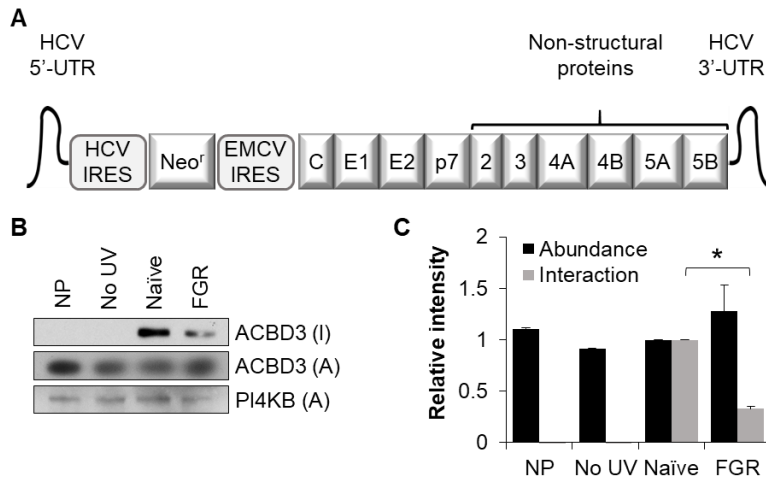 A
HCV
5’-UTR
Non-structural
proteins
HCV
3’-UTR
HCV
IRES
Neoʳ
EMCV
IRES
C
E1
E2
p7
2
3
4A
4B
5A
5B
B
NP
No UV
Naïve
FGR
ACBD3 (I)
ACBD3 (A)
PI4KB (A)
C
Relative intensity
2
1.5
1
0.5
0
Abundance
Interaction
*
NP
No UV
Naïve
FGR